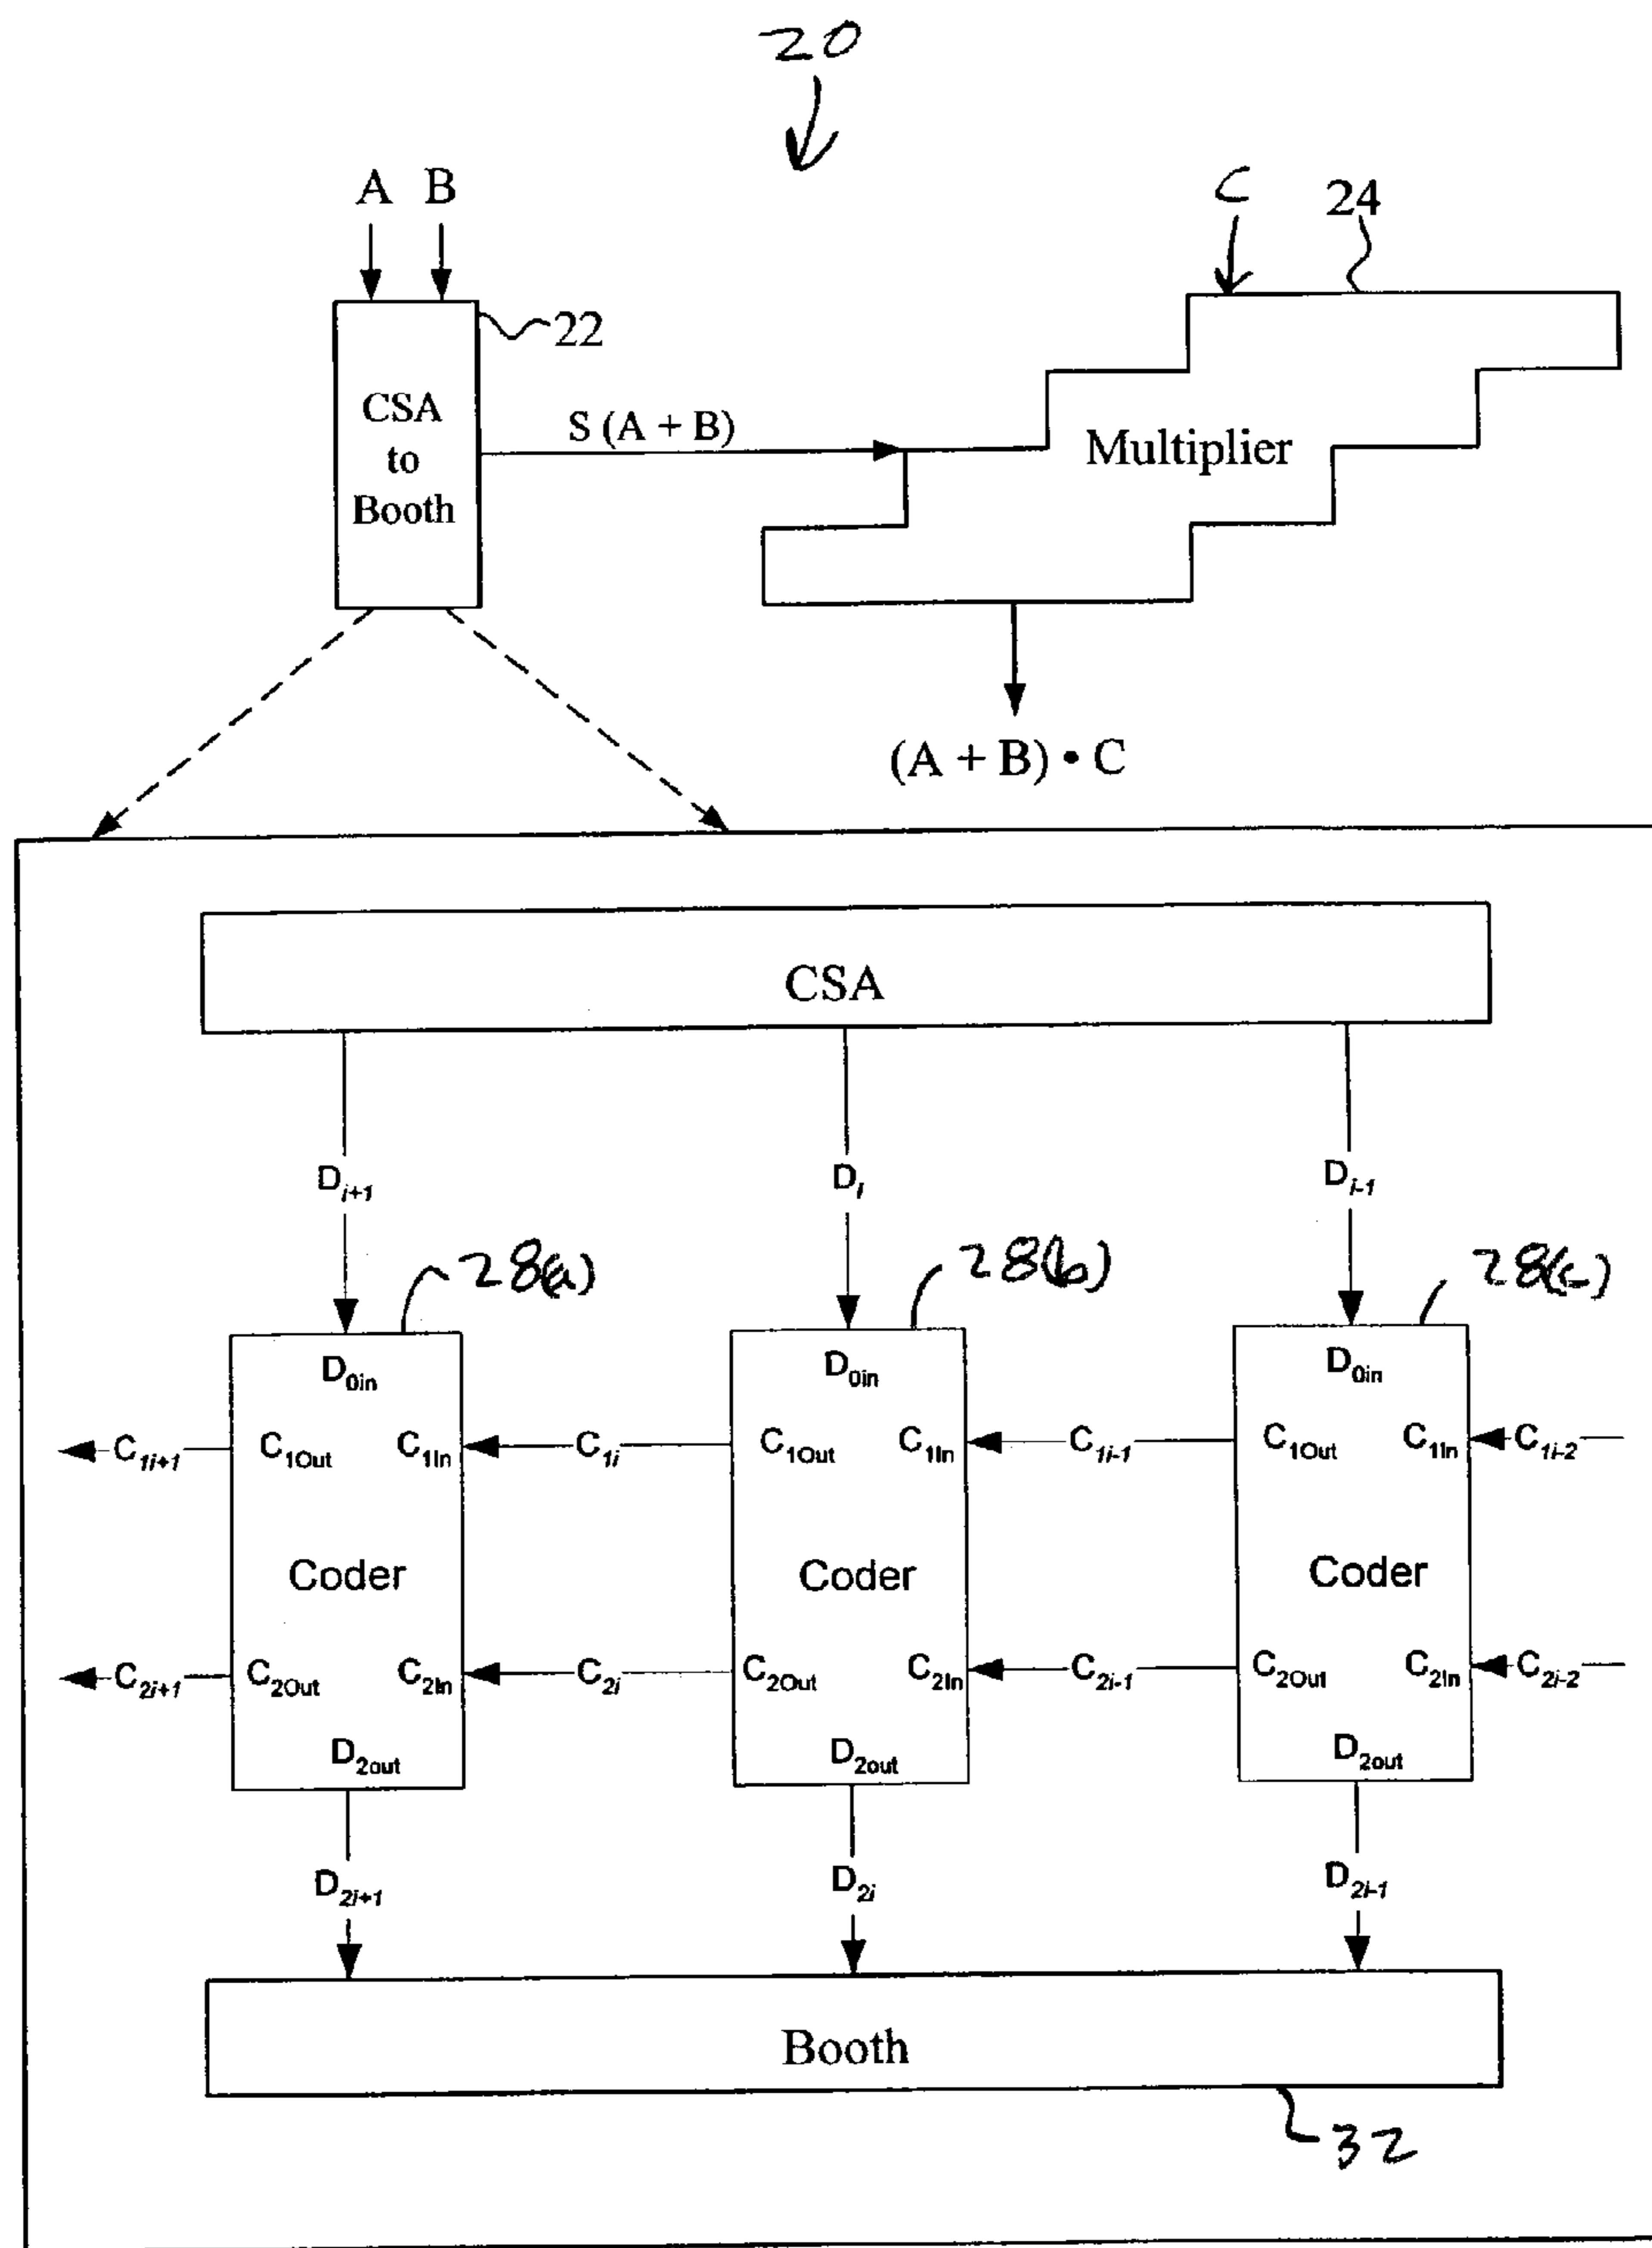 20
A B
C 24
22
CSA
to
Booth
S (A + B)
Multiplier
(A + B) • C
CSA
D_{i+1} D_i D_{i-1}
28(a) 28(b) 28(c)
D_{0in} D_{0in} D_{0in}
C_{1i+1} C_{1Out} C_{1In} C_{1i} C_{1Out} C_{1In} C_{1i-1} C_{1Out} C_{1In} C_{1i-2}
Coder Coder Coder
C_{2i+1} C_{2Out} C_{2In} C_{2i} C_{2Out} C_{2In} C_{2i-1} C_{2Out} C_{2In} C_{2i-2}
D_{2out} D_{2out} D_{2out}
D_{2i+1} D_{2i} D_{2i-1}
Booth
32